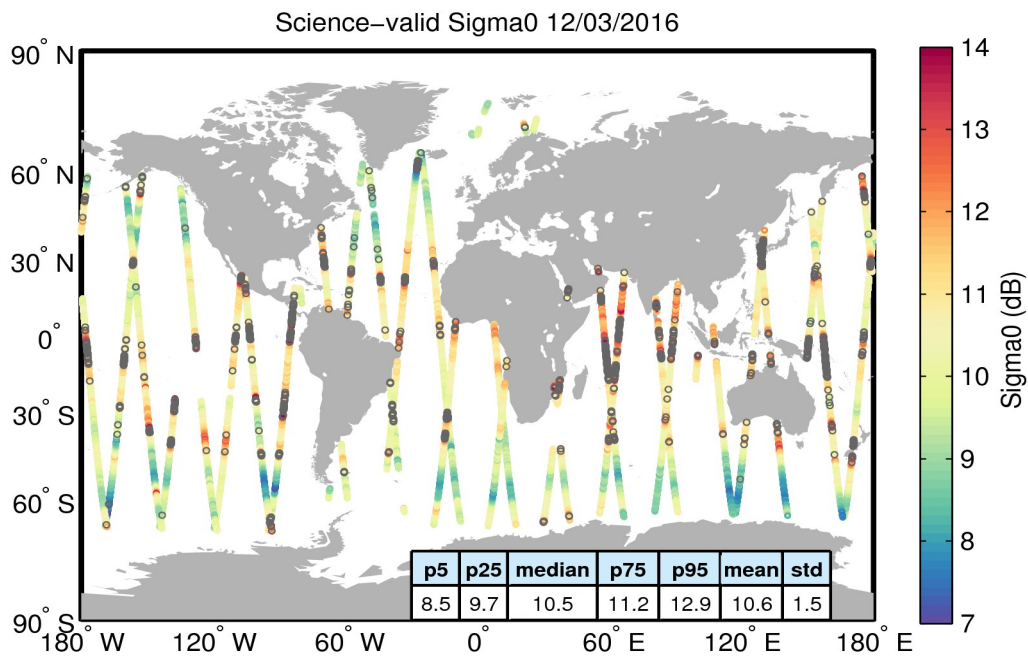 Science−valid Sigma0 12/03/2016
90° N
60° N
30° N
0°
30° S
60° S
90° S
180° W
120° W
60° W
0°
60° E
120° E
180° E
14
13
12
11
10
9
8
7
Sigma0 (dB)
p5 p25 median p75 p95 mean std
8.5 9.7 10.5 11.2 12.9 10.6 1.5